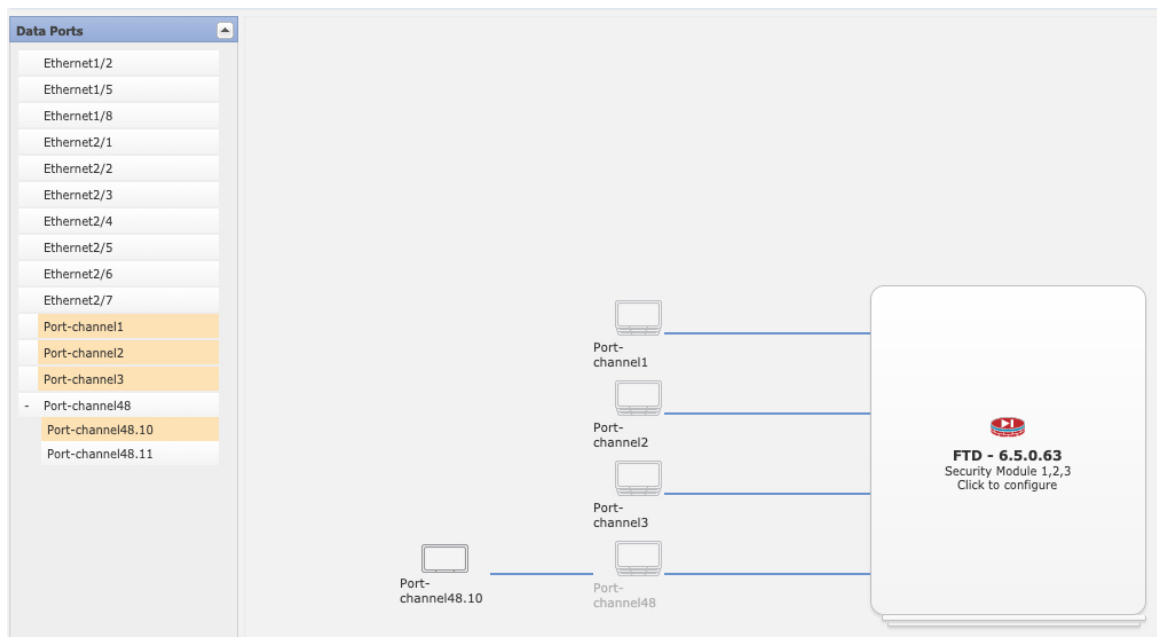 Data Ports
Ethernet1/2
Ethernet1/5
Ethernet1/8
Ethernet2/1
Ethernet2/2
Ethernet2/3
Ethernet2/4
Ethernet2/5
Ethernet2/6
Ethernet2/7
Port-channel1
Port-channel2
Port-channel3
- Port-channel48
Port-channel48.10
Port-channel48.11
Port-
channel1
Port-
channel2
Port-
channel3
Port-
channel48.10
Port-
channel48
FTD - 6.5.0.63
Security Module 1,2,3
Click to configure